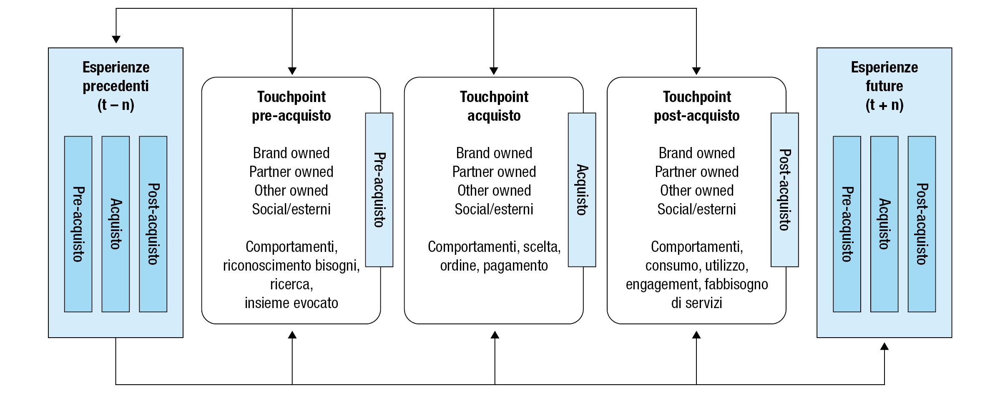 Esperienze
precedenti
(t – n)
Pre-acquisto
Acquisto
Post-acquisto
Touchpoint
pre-acquisto
Brand owned
Partner owned
Other owned
Social/esterni
Comportamenti,
riconoscimento bisogni,
ricerca,
insieme evocato
Pre-acquisto
Touchpoint
acquisto
Brand owned
Partner owned
Other owned
Social/esterni
Comportamenti, scelta,
ordine, pagamento
Acquisto
Touchpoint
post-acquisto
Brand owned
Partner owned
Other owned
Social/esterni
Comportamenti,
consumo, utilizzo,
engagement, fabbisogno
di servizi
Post-acquisto
Esperienze
future
(t + n)
Pre-acquisto
Acquisto
Post-acquisto